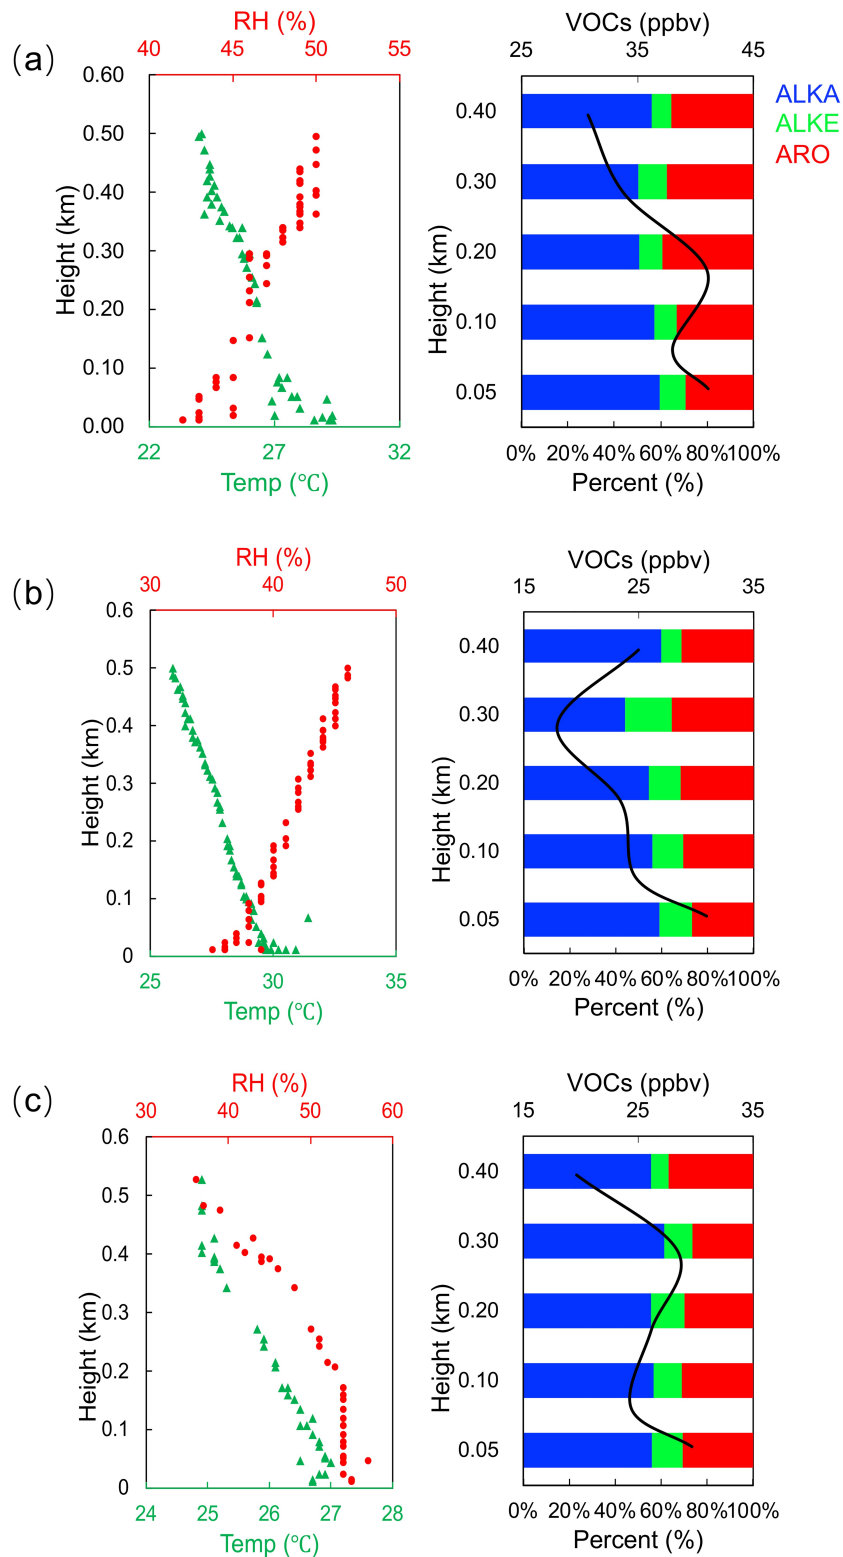 (a)
RH (%)
40 45 50 55
0.60
0.50
0.40
0.30
0.20
0.10
0.00
Height (km)
22 27 32
Temp (℃)
VOCs (ppbv)
25 35 45
ALKA
ALKE
ARO
0.40
0.30
0.20
0.10
0.05
Height (km)
0% 20% 40% 60% 80% 100%
Percent (%)
(b)
RH (%)
30 40 50
0.6
0.5
0.4
0.3
0.2
0.1
0
Height (km)
25 30 35
Temp (℃)
VOCs (ppbv)
15 25 35
0.40
0.30
0.20
0.10
0.05
Height (km)
0% 20% 40% 60% 80% 100%
Percent (%)
(c)
RH (%)
30 40 50 60
0.6
0.5
0.4
0.3
0.2
0.1
0
Height (km)
24 25 26 27 28
Temp (℃)
VOCs (ppbv)
15 25 35
0.40
0.30
0.20
0.10
0.05
Height (km)
0% 20% 40% 60% 80% 100%
Percent (%)